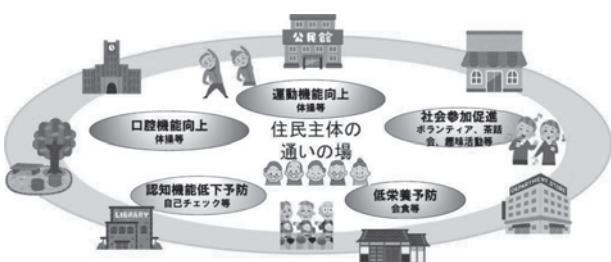 公民館
運動機能向上
体操等
口腔機能向上
体操等
社会参加促進
ボランティア、茶話
会、趣味活動等
住民主体の
通いの場
認知機能低下予防
自己チェック等
低栄養予防
会食等
LIBRARY
DEPARTMENT STORE